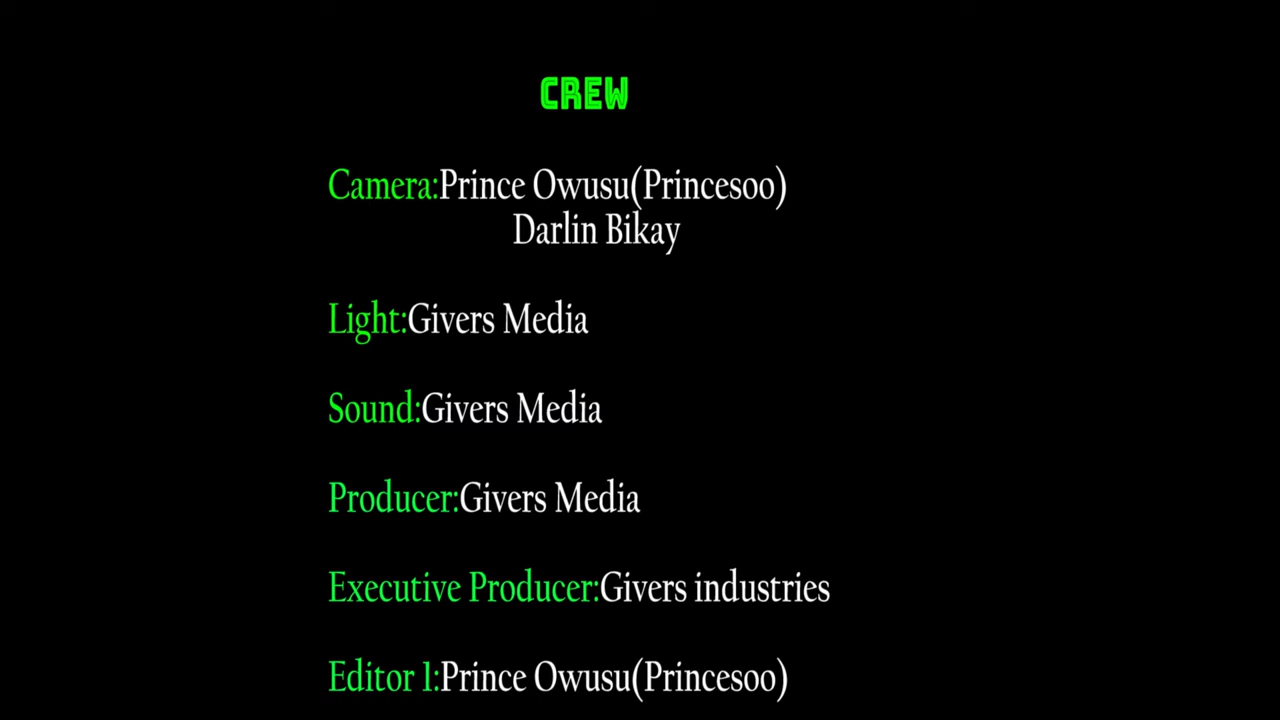 CREW
Camera:Prince Owusu(Princesoo)
Darlin Bikay
Light:Givers Media
Sound:Givers Media
Producer:Givers Media
Executive Producer:Givers industries
Editor 1:Prince Owusu(Princesoo)